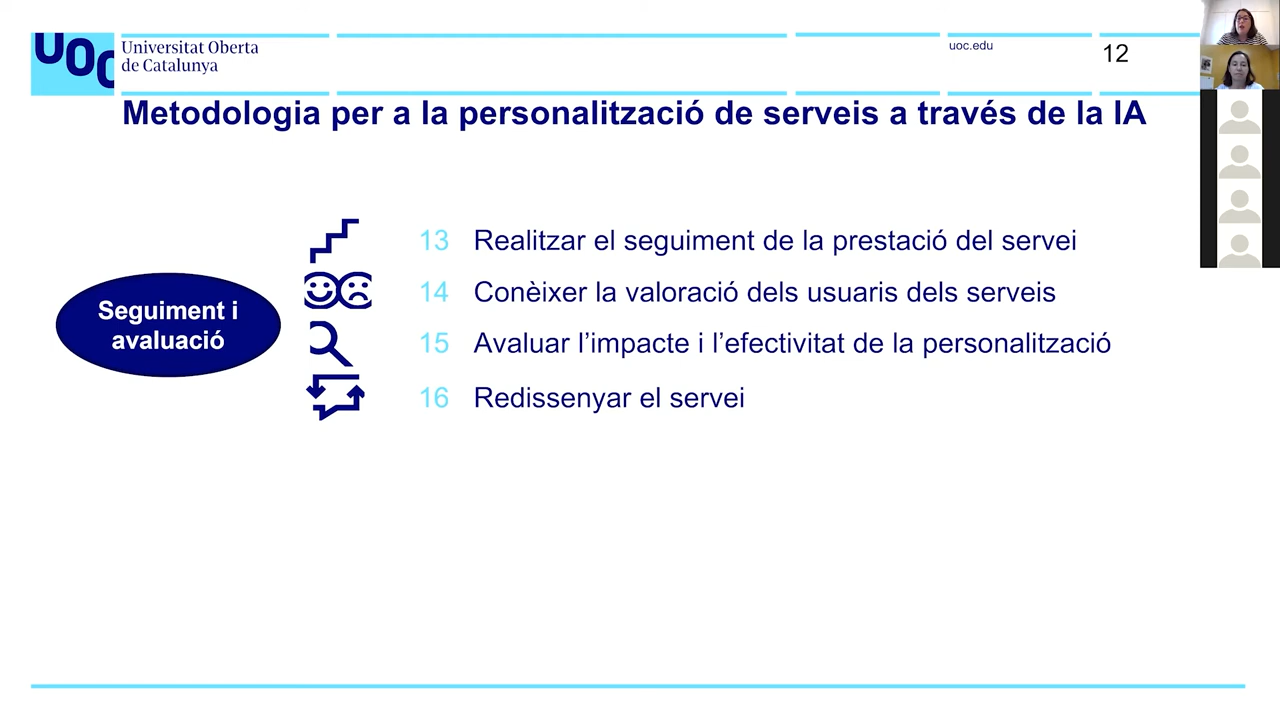 UOC
Universitat Oberta
de Catalunya
uoc.edu
12
Metodologia per a la personalització de serveis a través de la IA
Seguiment i
avaluació
13 Realitzar el seguiment de la prestació del servei
14 Conèixer la valoració dels usuaris dels serveis
15 Avaluar l’impacte i l’efectivitat de la personalització
16 Redissenyar el servei